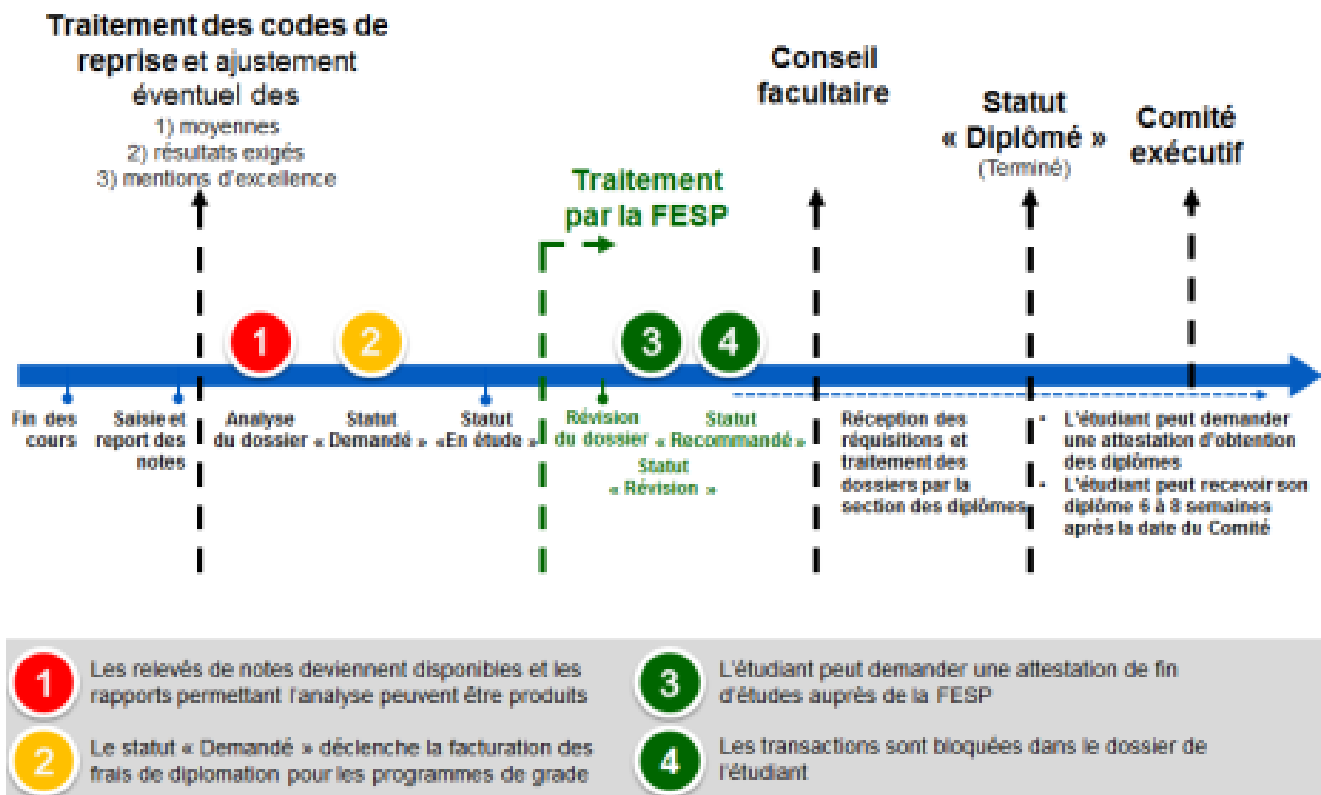 Traitement des codes de
reprise et ajustement
éventuel des
1) moyennes
2) résultats exigés
3) mentions d'excellence
Traitement
par la FESP
Conseil
facultaire
Statut
« Diplômé »
(Terminé)
Comité
exécutif
1
2
3
4
Fin des
cours
Saisie et
report des
notes
Analyse
du dossier
Statut
« Demandé »
Statut
«En étude»
Révision
du dossier
Statut
« Révision »
Statut
« Recommandé »
Réception des
réquisitions et
traitement des
dossiers par la
section des diplômes
• L'étudiant peut demander
une attestation d'obtention
des diplômes
• L'étudiant peut recevoir son
diplôme 6 à 8 semaines
après la date du Comité
1
Les relevés de notes deviennent disponibles et les
rapports permettant l'analyse peuvent être produits
2
Le statut « Demandé » déclenche la facturation des
frais de diplomation pour les programmes de grade
3
L'étudiant peut demander une attestation de fin
d'études auprès de la FESP
4
Les transactions sont bloquées dans le dossier de
l'étudiant